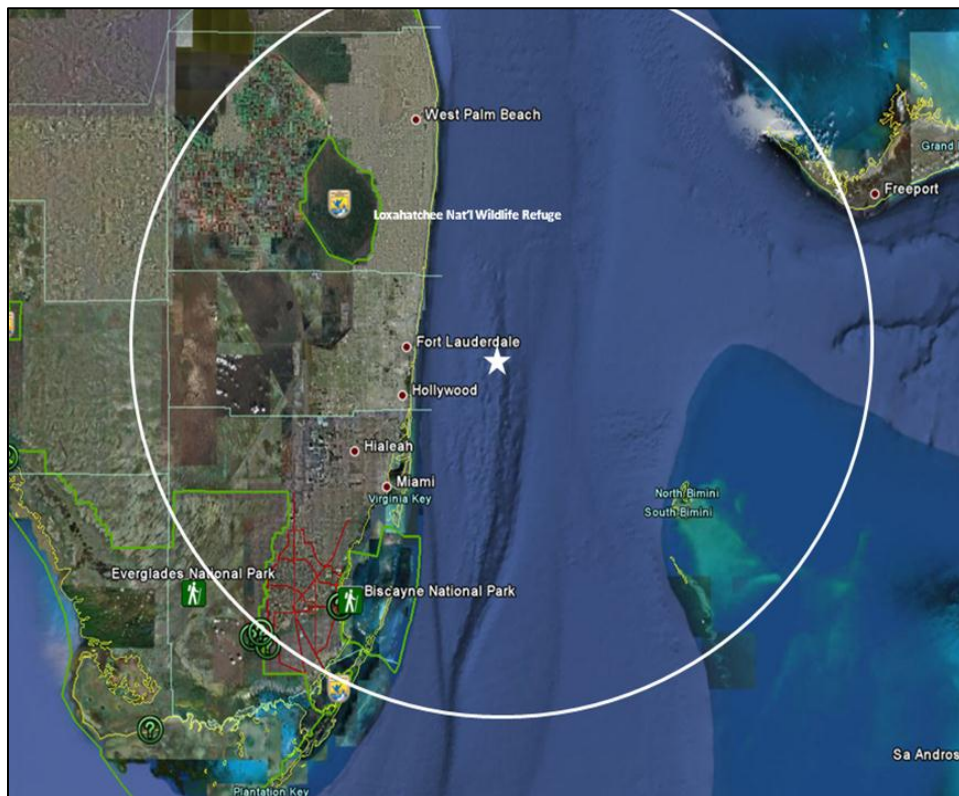 West Palm Beach
Grand
Freeport
Loxahatchee Nat'l Wildlife Refuge
Fort Lauderdale
Hollywood
Hialeah
Miami
Virginia Key
North Bimini
South Bimini
Everglades National Park
Biscayne National Park
Sa Andros
Plantation Key